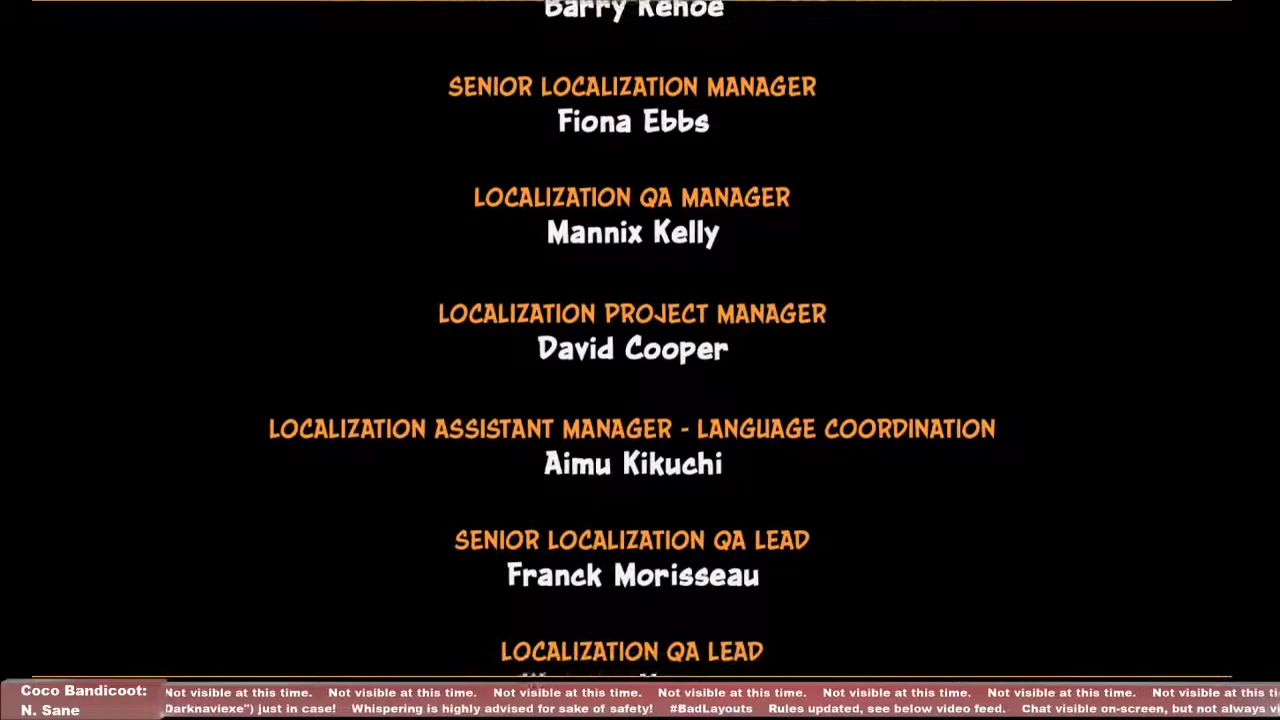 Barry Kehoe
SENIOR LOCALIZATION MANAGER
Fiona Ebbs
LOCALIZATION QA MANAGER
Mannix Kelly
LOCALIZATION PROJECT MANAGER
David Cooper
LOCALIZATION ASSISTANT MANAGER - LANGUAGE COORDINATION
Aimu Kikuchi
SENIOR LOCALIZATION QA LEAD
Franck Morisseau
LOCALIZATION QA LEAD
Coco Bandicoot:
N. Sane
Not visible at this time. Not visible at this time. Not visible at this time. Not visible at this time. Not visible at this time. Not visible at this time. Not visible at this
Darknaviexe") just in case! Whispering is highly advised for sake of safety! #BadLayouts Rules updated, see below video feed. Chat visible on-screen, but not always